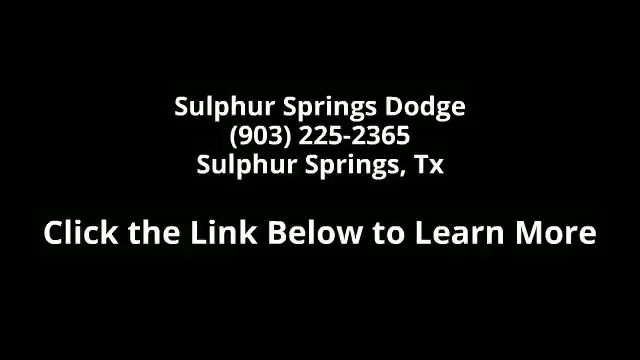 Sulphur Springs Dodge
(903) 225-2365
Sulphur Springs, Tx
Click the Link Below to Learn More